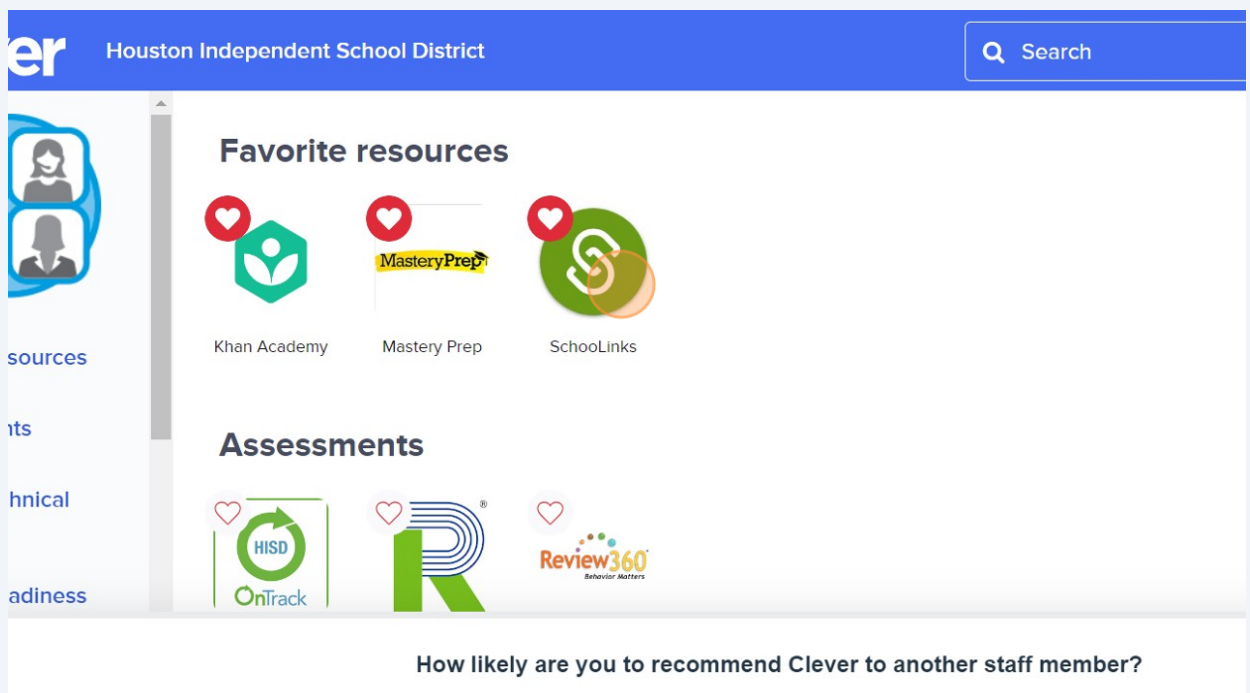 er Houston Independent School District Search
Favorite resources
MasteryPrep
Khan Academy Mastery Prep SchooLinks
sources
nts
Assessments
hnical
®
HISD
Review360
Behavior Matters
OnTrack
adiness
How likely are you to recommend Clever to another staff member?